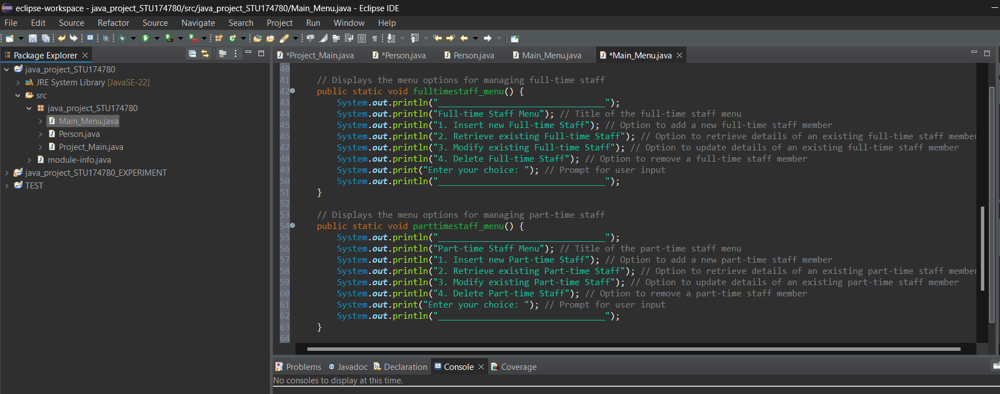 eclipse-workspace - java_project_STU174780/src/java_project_STU174780/Main_Menu.java - Eclipse IDE
File Edit Source Refactor Source Navigate Search Project Run Window Help
Package Explorer
java_project_STU174780
JRE System Library [JavaSE-22]
src
java_project_STU174780
Main_Menu.java
Person.java
Project_Main.java
module-info.java
java_project_STU174780_EXPERIMENT
TEST
*Project_Main.java *Person.java Person.java Main_Menu.java *Main_Menu.java
40
41 // Displays the menu options for managing full-time staff
42 public static void fulltimestaff_menu() {
43 System.out.println("_________________________________");
44 System.out.println("Full-time Staff Menu"); // Title of the full-time staff menu
45 System.out.println("1. Insert new Full-time Staff"); // Option to add a new full-time staff member
46 System.out.println("2. Retrieve existing Full-time Staff"); // Option to retrieve details of an existing full-time staff member
47 System.out.println("3. Modify existing Full-time Staff"); // Option to update details of an existing full-time staff member
48 System.out.println("4. Delete Full-time Staff"); // Option to remove a full-time staff member
49 System.out.print("Enter your choice: "); // Prompt for user input
50 System.out.println("_________________________________");
51 }
52
53 // Displays the menu options for managing part-time staff
54 public static void parttimestaff_menu() {
55 System.out.println("_________________________________");
56 System.out.println("Part-time Staff Menu"); // Title of the part-time staff menu
57 System.out.println("1. Insert new Part-time Staff"); // Option to add a new part-time staff member
58 System.out.println("2. Retrieve existing Part-time Staff"); // Option to retrieve details of an existing part-time staff member
59 System.out.println("3. Modify existing Part-time Staff"); // Option to update details of an existing part-time staff member
60 System.out.println("4. Delete Part-time Staff"); // Option to remove a part-time staff member
61 System.out.print("Enter your choice: "); // Prompt for user input
62 System.out.println("_________________________________");
63 }
64
Problems Javadoc Declaration Console Coverage
No consoles to display at this time.